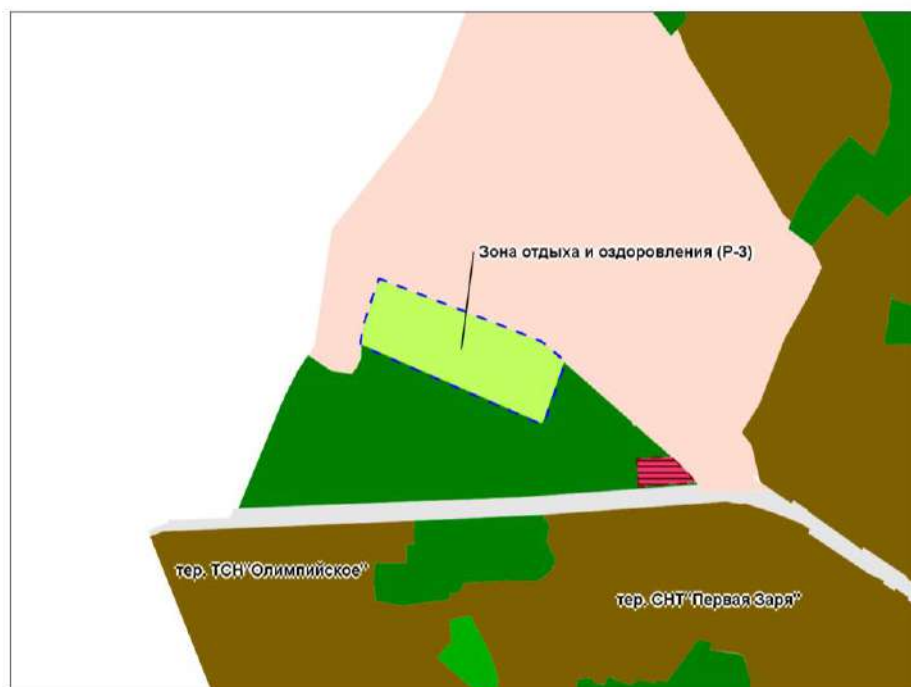 Зона отдыха и оздоровления (Р-3)
тер. ТСН"Олимпийское"
тер. СНТ"Первая Заря"